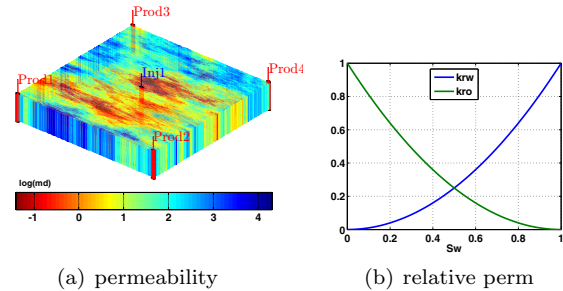 Prod3
Prod1
Inj1
Prod4
Prod2
log(md)
-1 0 1 2 3 4
krw
kro
1
0.8
0.6
0.4
0.2
0
0 0.2 0.4 0.6 0.8 1
Sw
(a) permeability
(b) relative perm